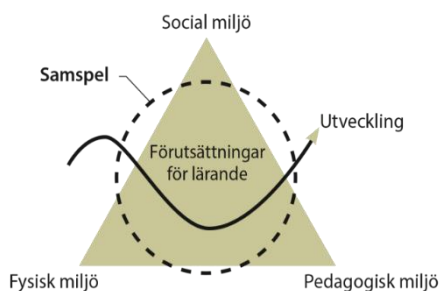 Social miljö
Samspel
Utveckling
Förutsättningar
för lärande
Fysisk miljö
Pedagogisk miljö